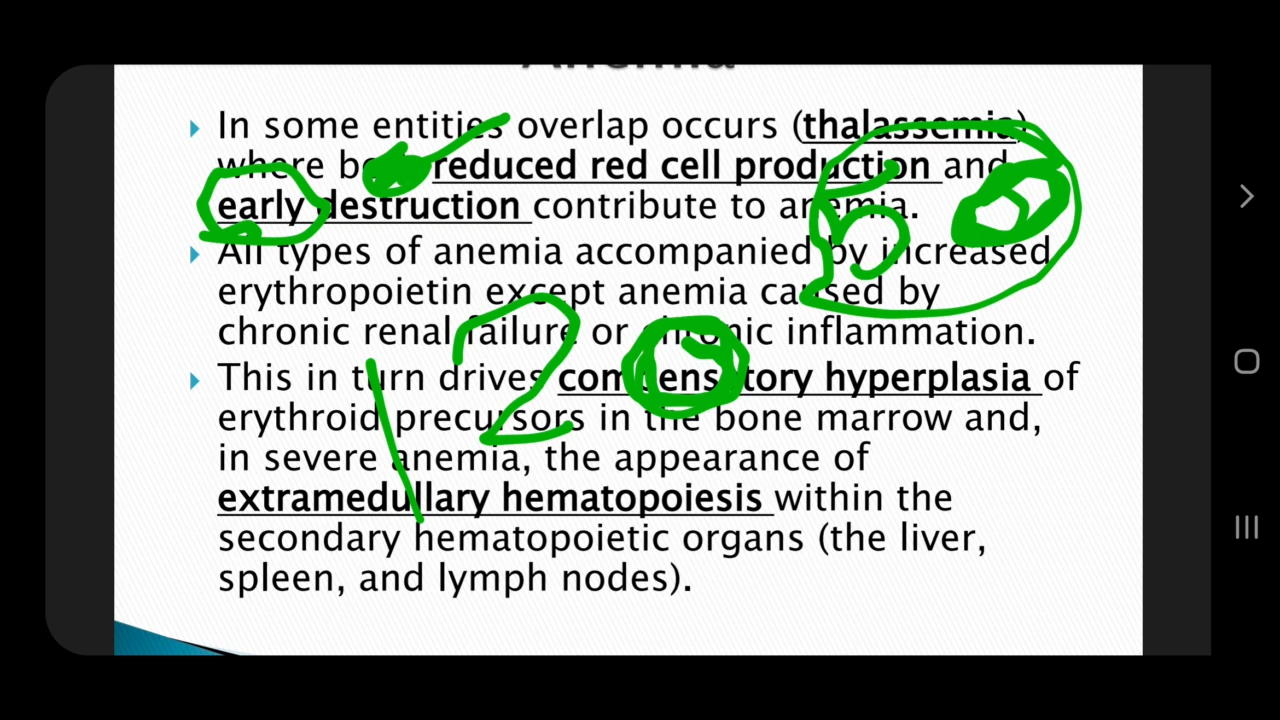 Anemia
In some entities overlap occurs (thalassemia)
where both reduced red cell production and
early destruction contribute to anemia.
All types of anemia accompanied by increased
erythropoietin except anemia caused by
chronic renal failure or chronic inflammation.
This in turn drives compensatory hyperplasia of
erythroid precursors in the bone marrow and,
in severe anemia, the appearance of
extramedullary hematopoiesis within the
secondary hematopoietic organs (the liver,
spleen, and lymph nodes).
50
120